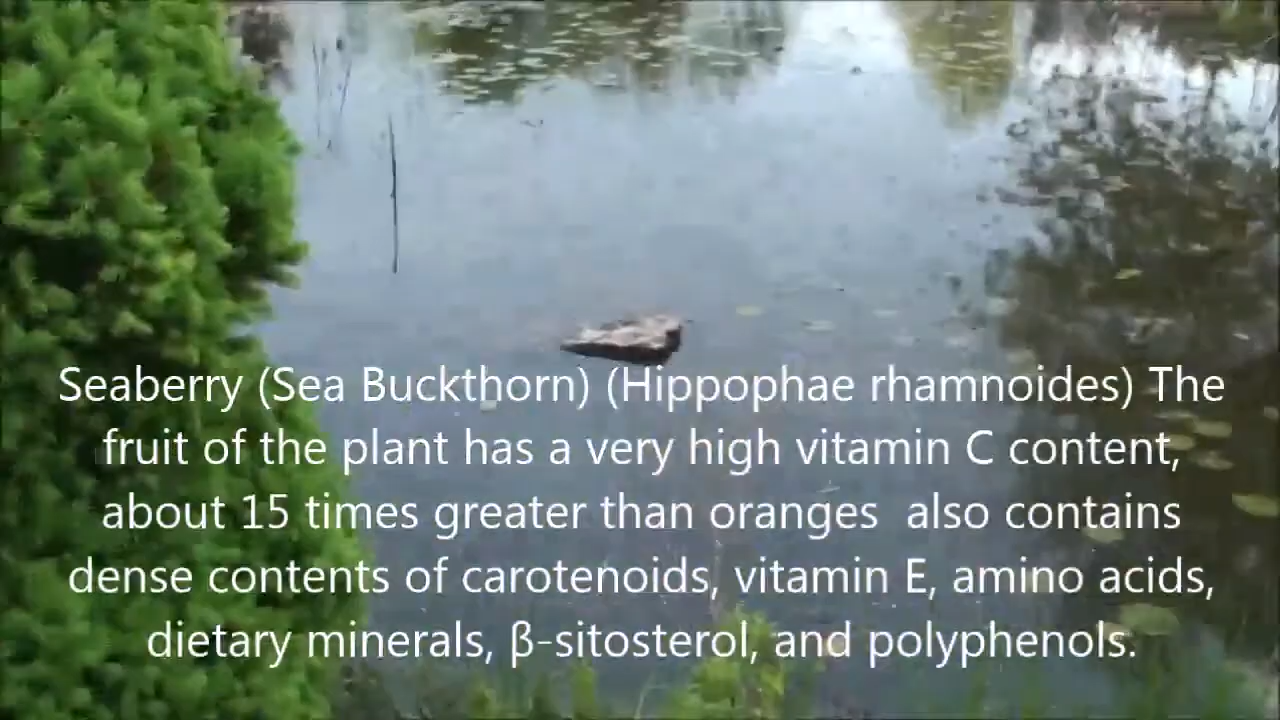 Seaberry (Sea Buckthorn) (Hippophae rhamnoides) The
fruit of the plant has a very high vitamin C content,
about 15 times greater than oranges  also contains
dense contents of carotenoids, vitamin E, amino acids,
dietary minerals, β-sitosterol, and polyphenols.